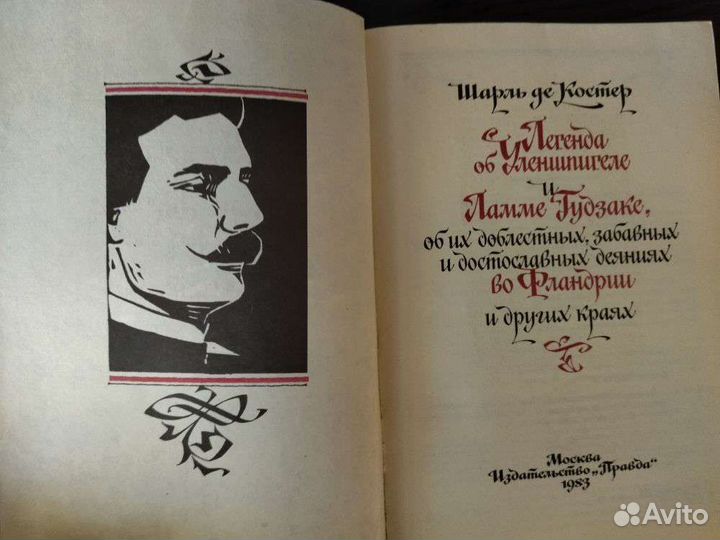 Шарль де Костер
Легенда
об Уленшпигеле
и
Ламме Гудзаке,
об их доблестных, забавных
и достославных деяниях
во Фландрии
и других краях
Москва
Издательство „Правда“
1983
Avito